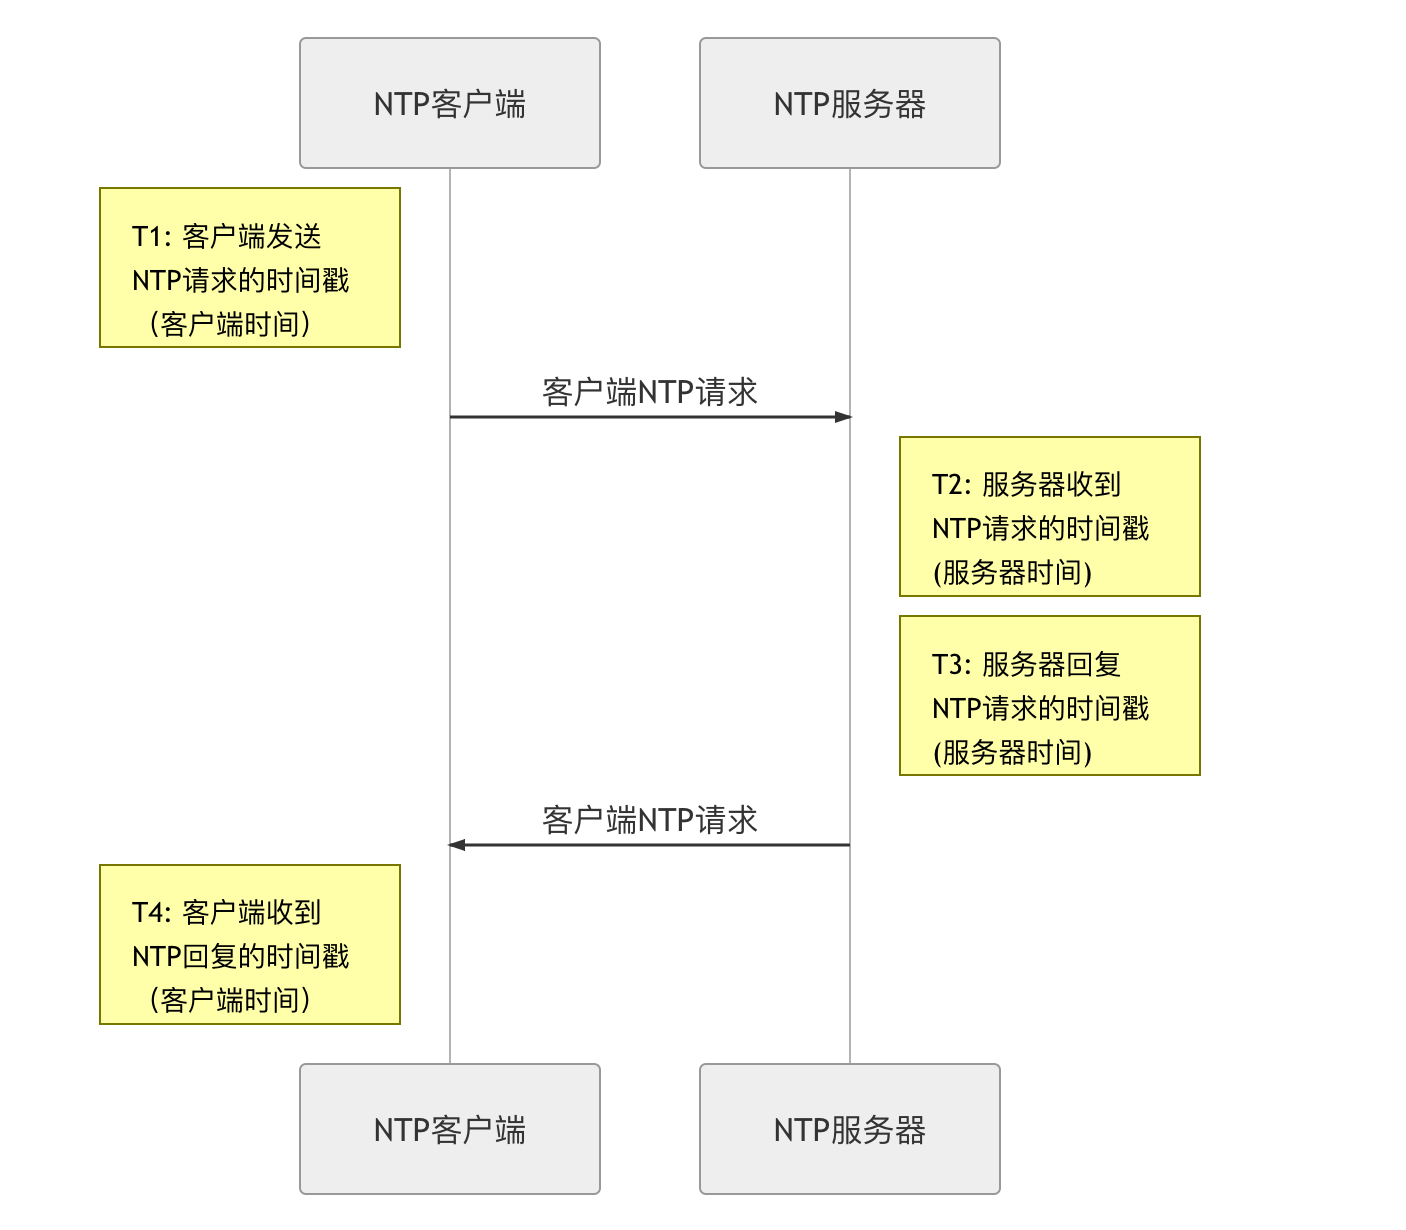 NTP客户端
NTP服务器
T1: 客户端发送
NTP请求的时间戳
（客户端时间）
客户端NTP请求
T2: 服务器收到
NTP请求的时间戳
(服务器时间)
T3: 服务器回复
NTP请求的时间戳
(服务器时间)
客户端NTP请求
T4: 客户端收到
NTP回复的时间戳
（客户端时间）
NTP客户端
NTP服务器